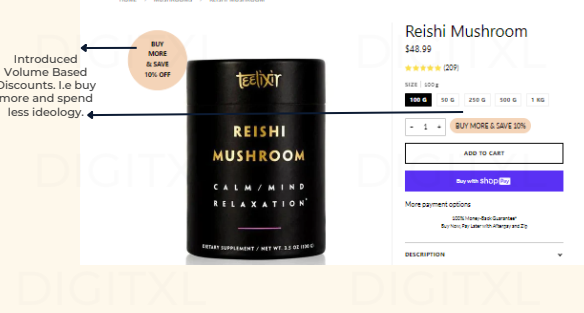 Reishi Mushroom
$48.99
(209)
SIZE | 100g
100 G 50 G 250 G 500 G 1 KG
- 1 + BUY MORE & SAVE 10%
ADD TO CART
Buy with shop Pay
More payment options
100% Money-Back Guarantee*
Buy Now, Pay Later with Afterpay and Zip
DESCRIPTION
BUY
MORE
& SAVE
10% OFF
Introduced
Volume Based
Discounts. I.e buy
more and spend
less ideology.
teelixir
REISHI
MUSHROOM
CALM/MIND
RELAXATION*
DIETARY SUPPLEMENT / NET WT. 3.5 OZ (100 G)
DIGITXL
DIGITXL
DIGITXL
DIGITXL